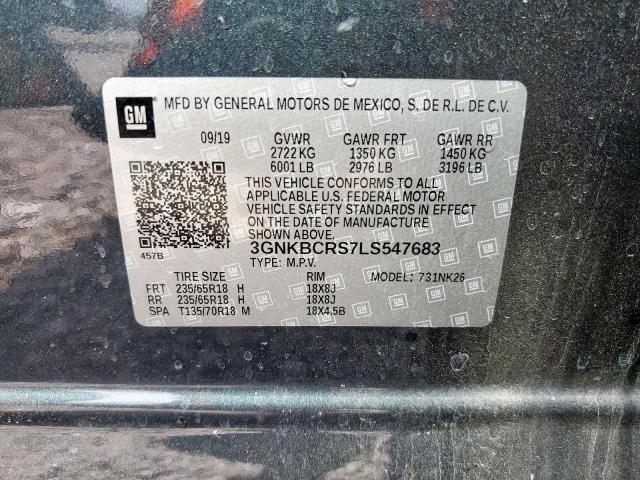 GM
MFD BY GENERAL MOTORS DE MEXICO, S. DE R.L. DE C.V.
09/19 GVWR GAWR FRT GAWR RR
2722 KG 1350 KG 1450 KG
6001 LB 2976 LB 3196 LB
THIS VEHICLE CONFORMS TO ALL
APPLICABLE U.S. FEDERAL MOTOR
VEHICLE SAFETY STANDARDS IN EFFECT
ON THE DATE OF MANUFACTURE
SHOWN ABOVE.
457B 3GNKBCRS7LS547683
TYPE: M.P.V. MODEL: 731NK26
TIRE SIZE RIM
FRT 235/65R18 H 18X8J
RR 235/65R18 H 18X8J
SPA T135/70R18 M 18X4.5B